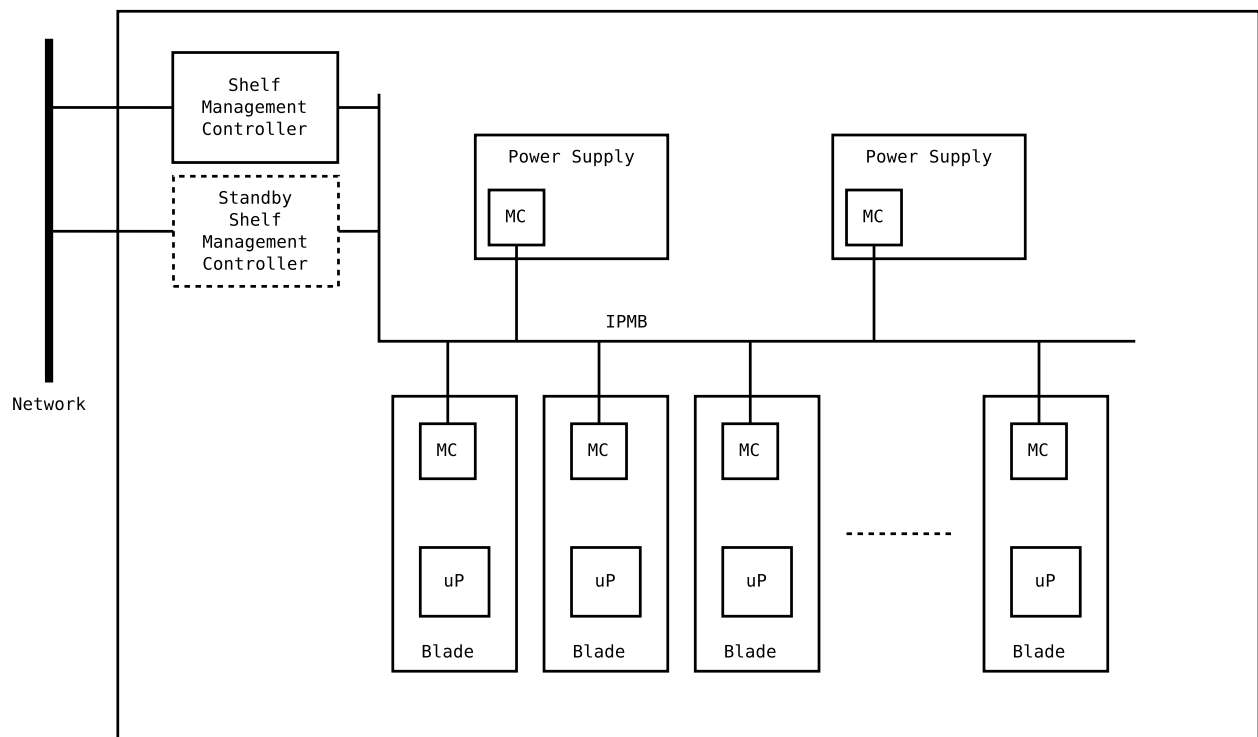 Shelf
Management
Controller
Standby
Shelf
Management
Controller
Network
Power Supply
MC
Power Supply
MC
IPMB
MC
uP
Blade
MC
uP
Blade
MC
uP
Blade
MC
uP
Blade